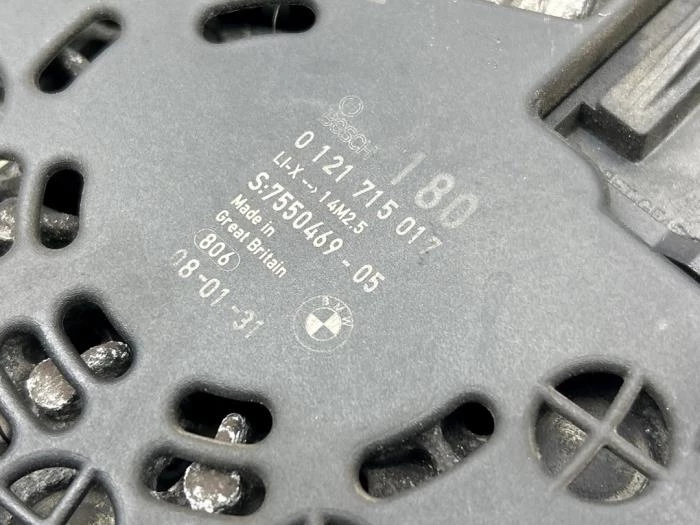 BOSCH
180
0 121 715 017
LI-X --> 14M2.5
S:7550469 - 05
Made in
Great Britain
806
08-01-31
BMW